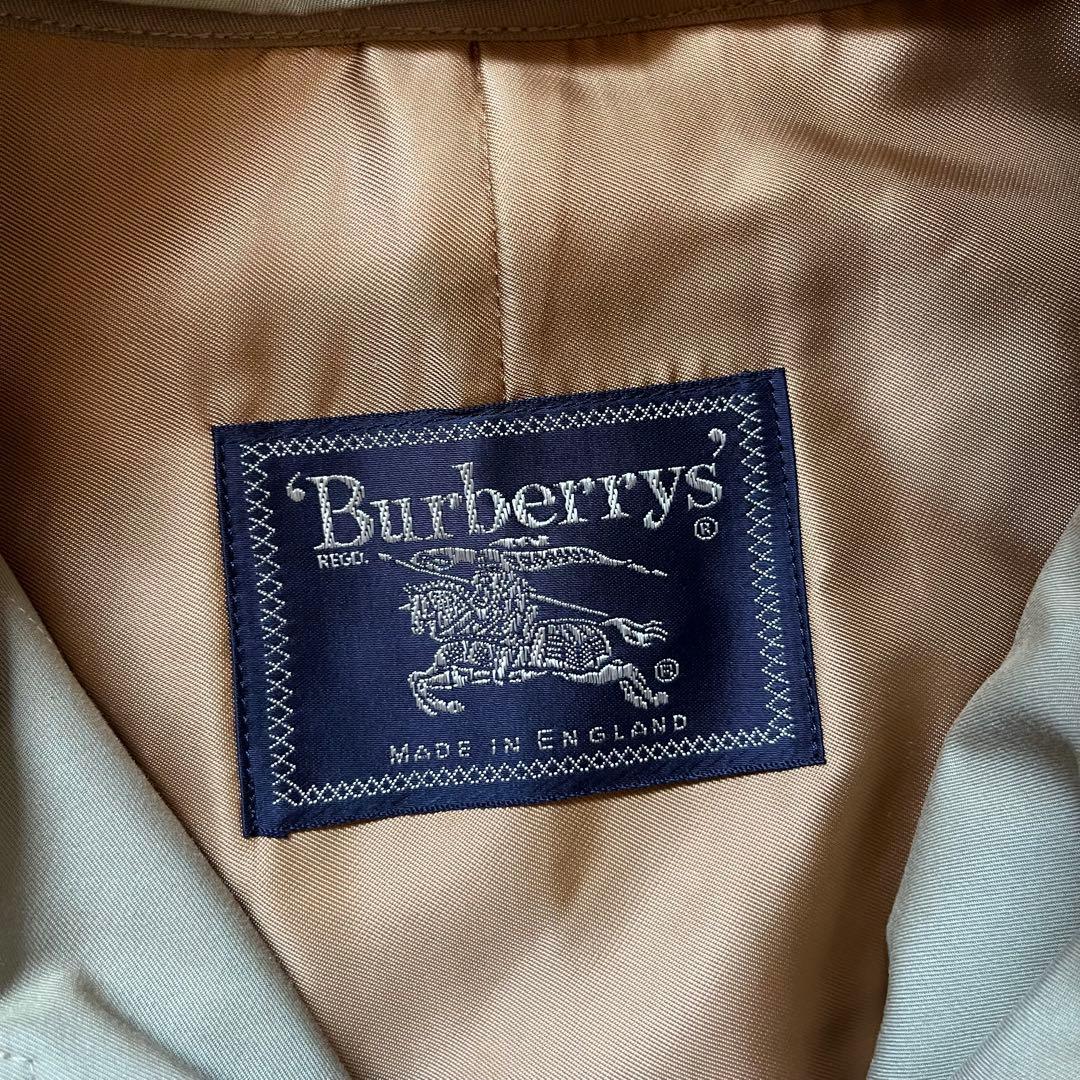 ‘Burberrys’
REGD. ®
®
MADE IN ENGLAND